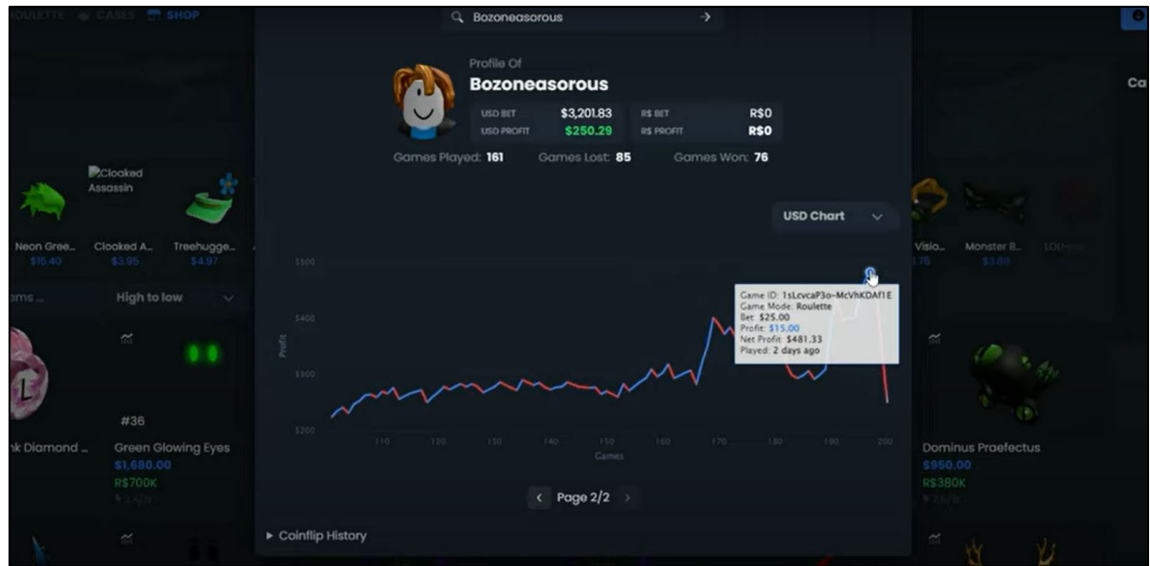 ROULETTE CASES SHOP
Bozoneasorous
Profile Of
Bozoneasorous
USD BET $3,201.83 R$ BET R$0
USD PROFIT $250.29 R$ PROFIT R$0
Games Played: 161 Games Lost: 85 Games Won: 76
Ca
Cloaked
Assassin
USD Chart
Neon Gree... Cloaked A... Treehugge...
$15.40 $3.95 $4.97
Visio... Monster B...
High to low
$500
$400
$300
$200
Profit
Game ID: 1sLcvcaP3o-McVhKDAf1E
Game Mode: Roulette
Bet: $25.00
Profit: $15.00
Net Profit: $481.33
Played: 2 days ago
110 120 130 140 150 160 170 180 190 200
Games
L
#36
nk Diamond ... Green Glowing Eyes
$1,680.00
R$700K
Dominus Praefectus
$950.00
R$380K
Page 2/2
Coinflip History